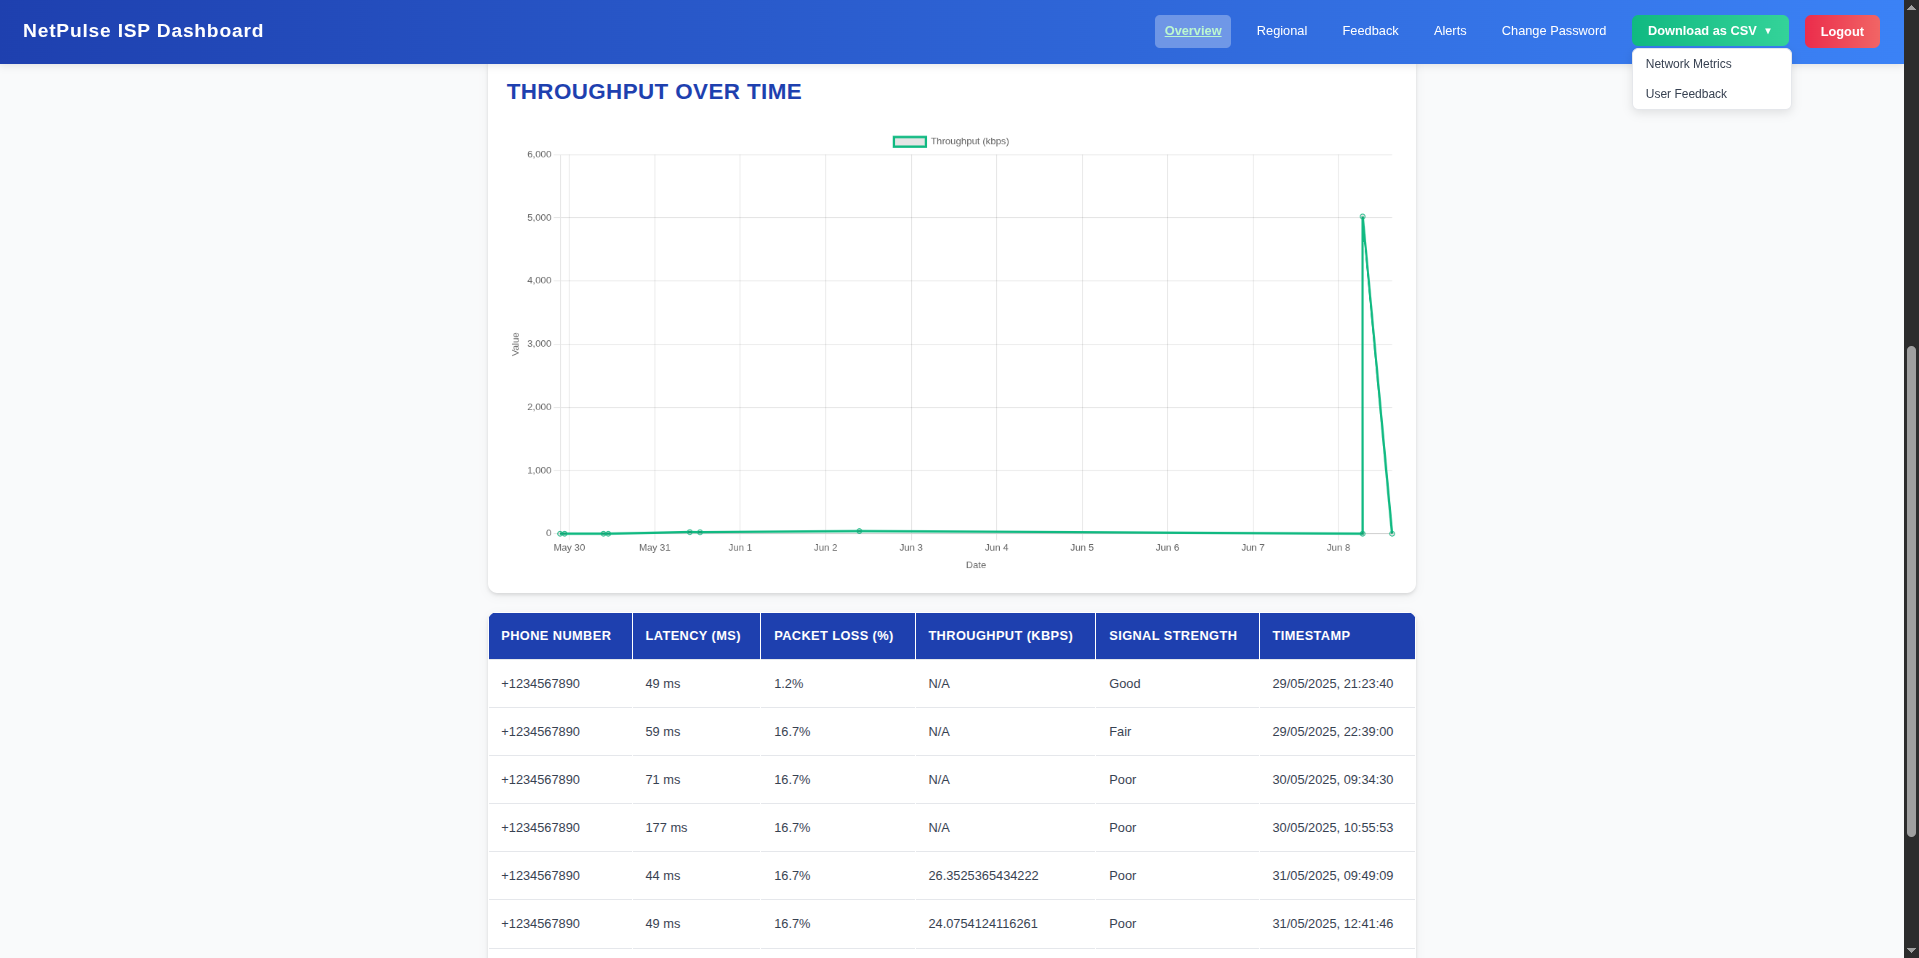 NetPulse ISP Dashboard
Overview Regional Feedback Alerts Change Password Download as CSV ▼ Logout
Network Metrics
User Feedback
THROUGHPUT OVER TIME
Throughput (kbps)
6,000
5,000
4,000
3,000
2,000
1,000
0
Value
May 30 May 31 Jun 1 Jun 2 Jun 3 Jun 4 Jun 5 Jun 6 Jun 7 Jun 8
Date
PHONE NUMBER LATENCY (MS) PACKET LOSS (%) THROUGHPUT (KBPS) SIGNAL STRENGTH TIMESTAMP
+1234567890 49 ms 1.2% N/A Good 29/05/2025, 21:23:40
+1234567890 59 ms 16.7% N/A Fair 29/05/2025, 22:39:00
+1234567890 71 ms 16.7% N/A Poor 30/05/2025, 09:34:30
+1234567890 177 ms 16.7% N/A Poor 30/05/2025, 10:55:53
+1234567890 44 ms 16.7% 26.3525365434222 Poor 31/05/2025, 09:49:09
+1234567890 49 ms 16.7% 24.0754124116261 Poor 31/05/2025, 12:41:46